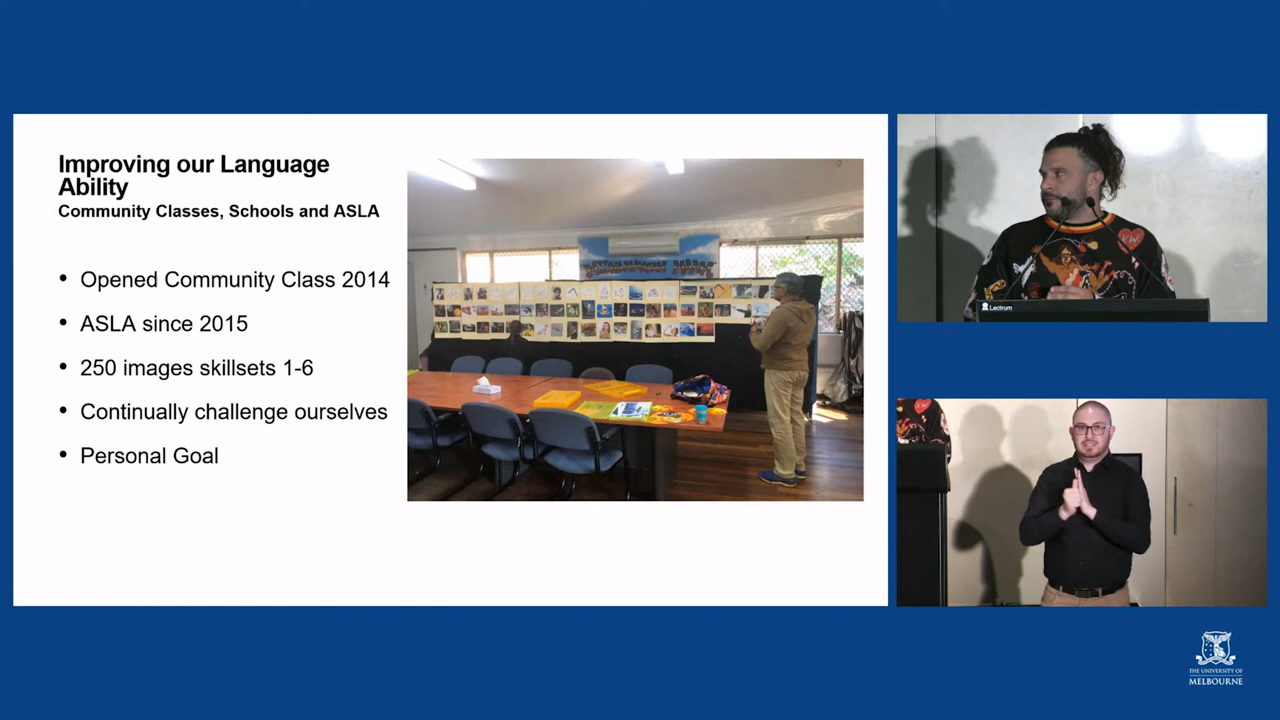 Improving our Language
Ability
Community Classes, Schools and ASLA
• Opened Community Class 2014
• ASLA since 2015
• 250 images skillsets 1-6
• Continually challenge ourselves
• Personal Goal
KW
Lectrum
THE UNIVERSITY OF
MELBOURNE